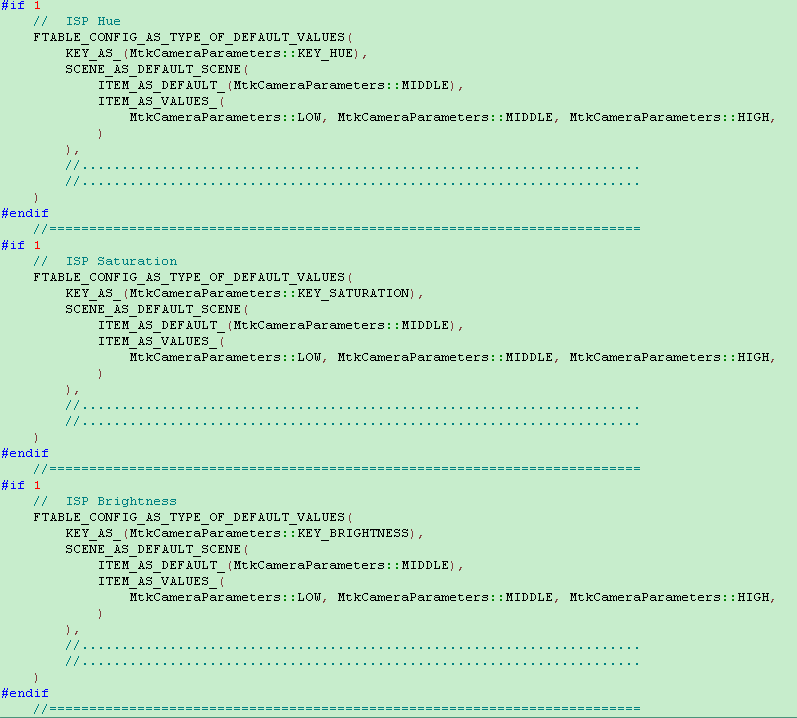 #if 1
    //  ISP Hue
    FTABLE_CONFIG_AS_TYPE_OF_DEFAULT_VALUES(
        KEY_AS_(MtkCameraParameters::KEY_HUE),
        SCENE_AS_DEFAULT_SCENE(
            ITEM_AS_DEFAULT_(MtkCameraParameters::MIDDLE),
            ITEM_AS_VALUES_(
                MtkCameraParameters::LOW, MtkCameraParameters::MIDDLE, MtkCameraParameters::HIGH,
            )
        ),
        //......................................................................
        //......................................................................
    )
#endif
    //==========================================================================
#if 1
    //  ISP Saturation
    FTABLE_CONFIG_AS_TYPE_OF_DEFAULT_VALUES(
        KEY_AS_(MtkCameraParameters::KEY_SATURATION),
        SCENE_AS_DEFAULT_SCENE(
            ITEM_AS_DEFAULT_(MtkCameraParameters::MIDDLE),
            ITEM_AS_VALUES_(
                MtkCameraParameters::LOW, MtkCameraParameters::MIDDLE, MtkCameraParameters::HIGH,
            )
        ),
        //......................................................................
        //......................................................................
    )
#endif
    //==========================================================================
#if 1
    //  ISP Brightness
    FTABLE_CONFIG_AS_TYPE_OF_DEFAULT_VALUES(
        KEY_AS_(MtkCameraParameters::KEY_BRIGHTNESS),
        SCENE_AS_DEFAULT_SCENE(
            ITEM_AS_DEFAULT_(MtkCameraParameters::MIDDLE),
            ITEM_AS_VALUES_(
                MtkCameraParameters::LOW, MtkCameraParameters::MIDDLE, MtkCameraParameters::HIGH,
            )
        ),
        //......................................................................
        //......................................................................
    )
#endif
    //==========================================================================